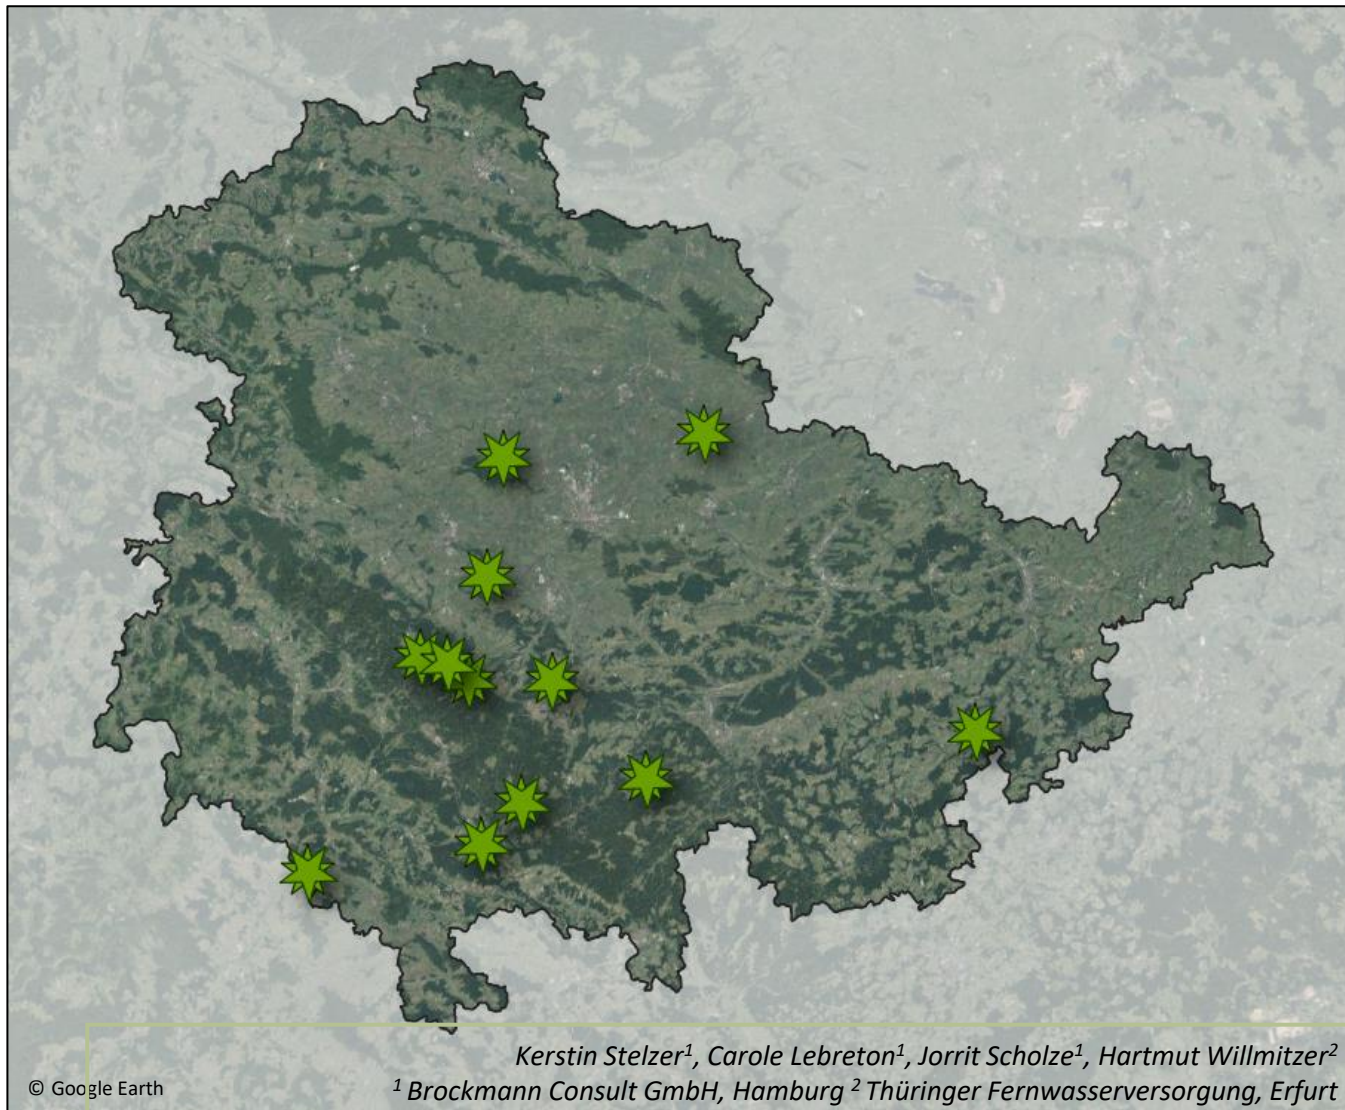 Kerstin Stelzer¹, Carole Lebreton¹, Jorrit Scholze¹, Hartmut Willmitzer²
© Google Earth
¹ Brockmann Consult GmbH, Hamburg ² Thüringer Fernwasserversorgung, Erfurt